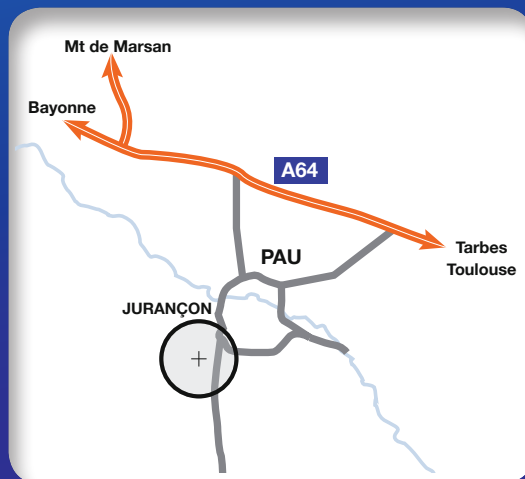 Mt de Marsan
Bayonne
A64
PAU
Tarbes
Toulouse
JURANÇON